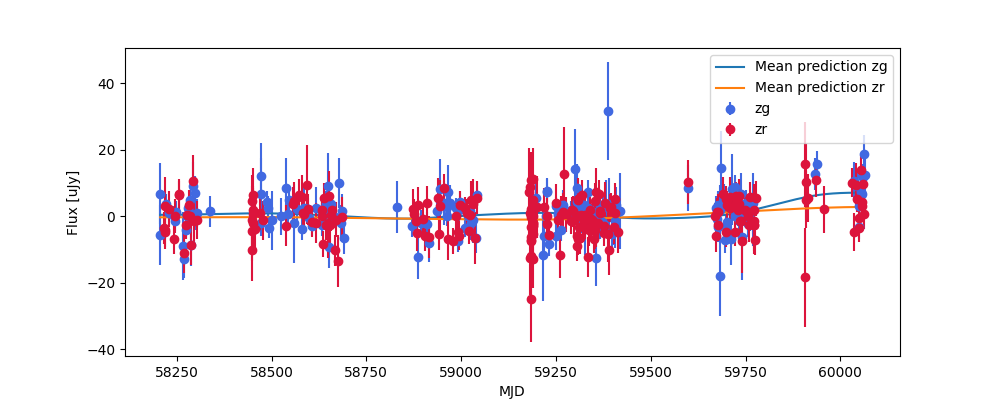 Mean prediction zg
Mean prediction zr
zg
zr
40
20
0
−20
−40
Flux [uJy]
58250
58500
58750
59000
59250
59500
59750
60000
MJD